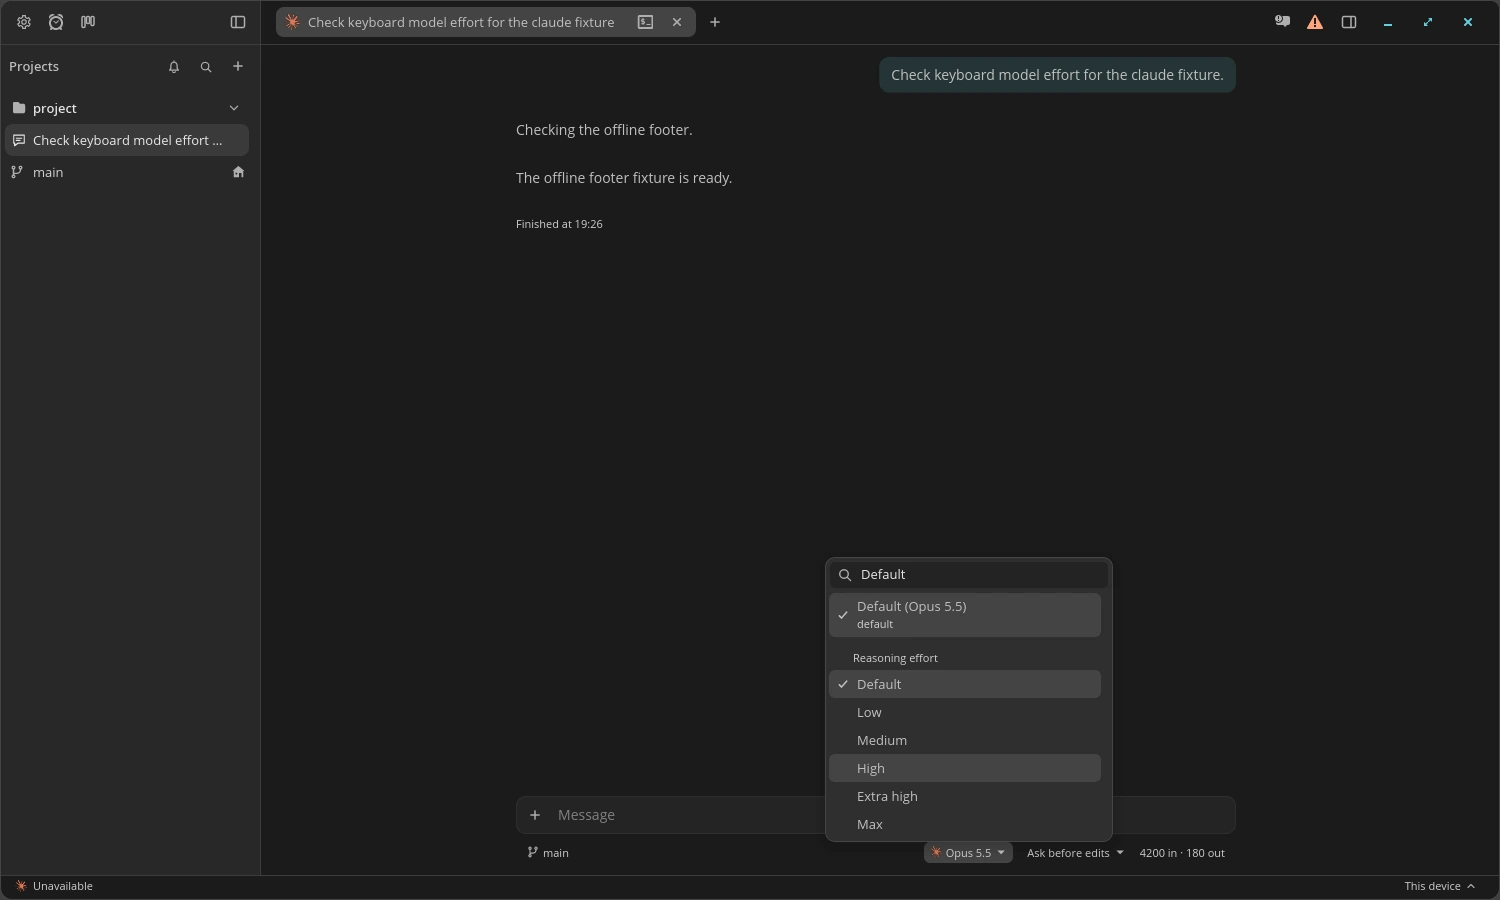 Check keyboard model effort for the claude fixture
Projects
project
Check keyboard model effort ...
main
Check keyboard model effort for the claude fixture.
Checking the offline footer.
The offline footer fixture is ready.
Finished at 19:26
Default
Default (Opus 5.5)
default
Reasoning effort
Default
Low
Medium
High
Extra high
Max
Message
main
Opus 5.5
Ask before edits
4200 in · 180 out
Unavailable
This device